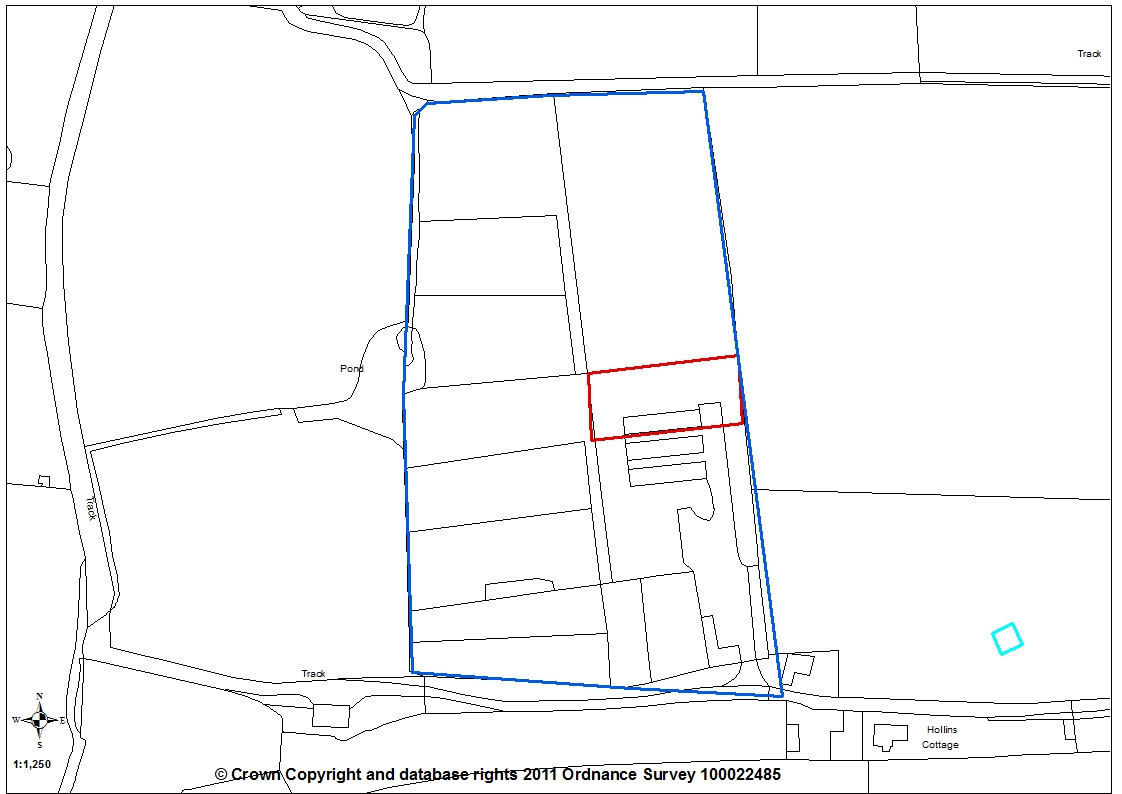 Track
Pond
Track
Track
Hollins
Cottage
N
W E
S
1:1,250
© Crown Copyright and database rights 2011 Ordnance Survey 100022485